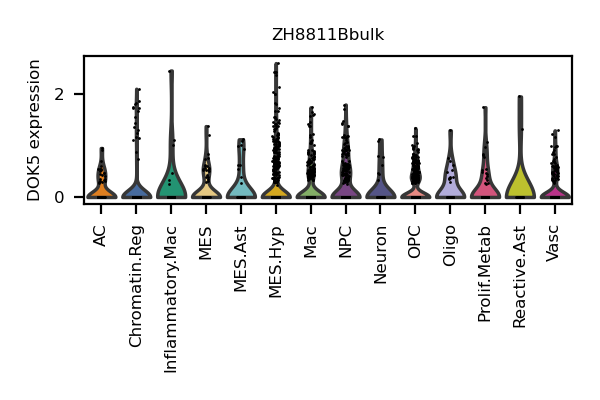 ZH8811Bbulk
DOK5 expression
2
0
AC
Chromatin.Reg
Inflammatory.Mac
MES
MES.Ast
MES.Hyp
Mac
NPC
Neuron
OPC
Oligo
Prolif.Metab
Reactive.Ast
Vasc